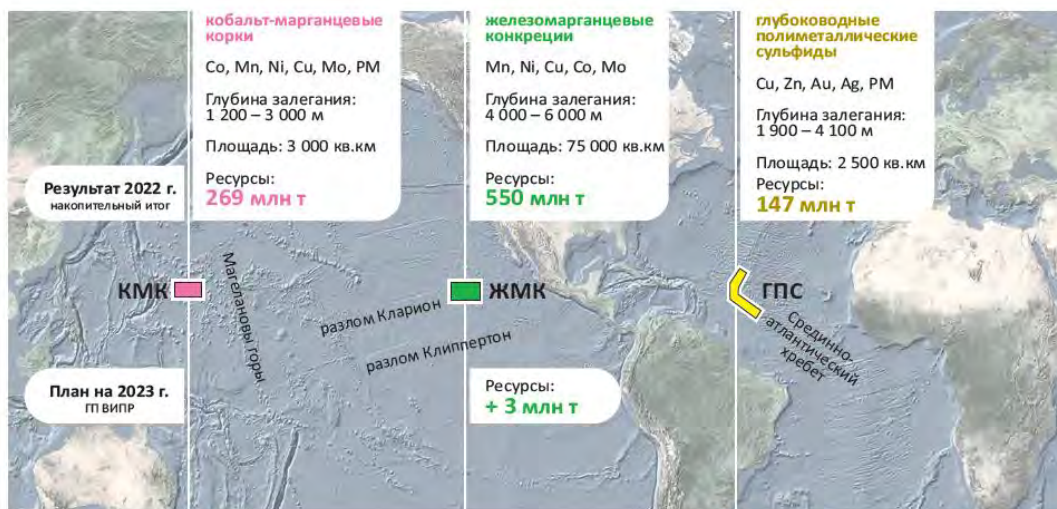 кобальт-марганцевые
корки
Co, Mn, Ni, Cu, Mo, РМ
Глубина залегания:
1 200 – 3 000 м
Площадь: 3 000 кв.км
Ресурсы:
269 млн т
железомарганцевые
конкреции
Mn, Ni, Cu, Co, Mo
Глубина залегания:
4 000 – 6 000 м
Площадь: 75 000 кв.км
Ресурсы:
550 млн т
глубоководные
полиметаллические
сульфиды
Cu, Zn, Au, Ag, РМ
Глубина залегания:
1 900 – 4 100 м
Площадь: 2 500 кв.км
Ресурсы:
147 млн т
Результат 2022 г.
накопительный итог
КМК
Магелановы горы
разлом Кларион
разлом Клиппертон
ЖМК
ГПС
Срединно-
атлантический
хребет
План на 2023 г.
ГП ВИПР
Ресурсы:
+ 3 млн т